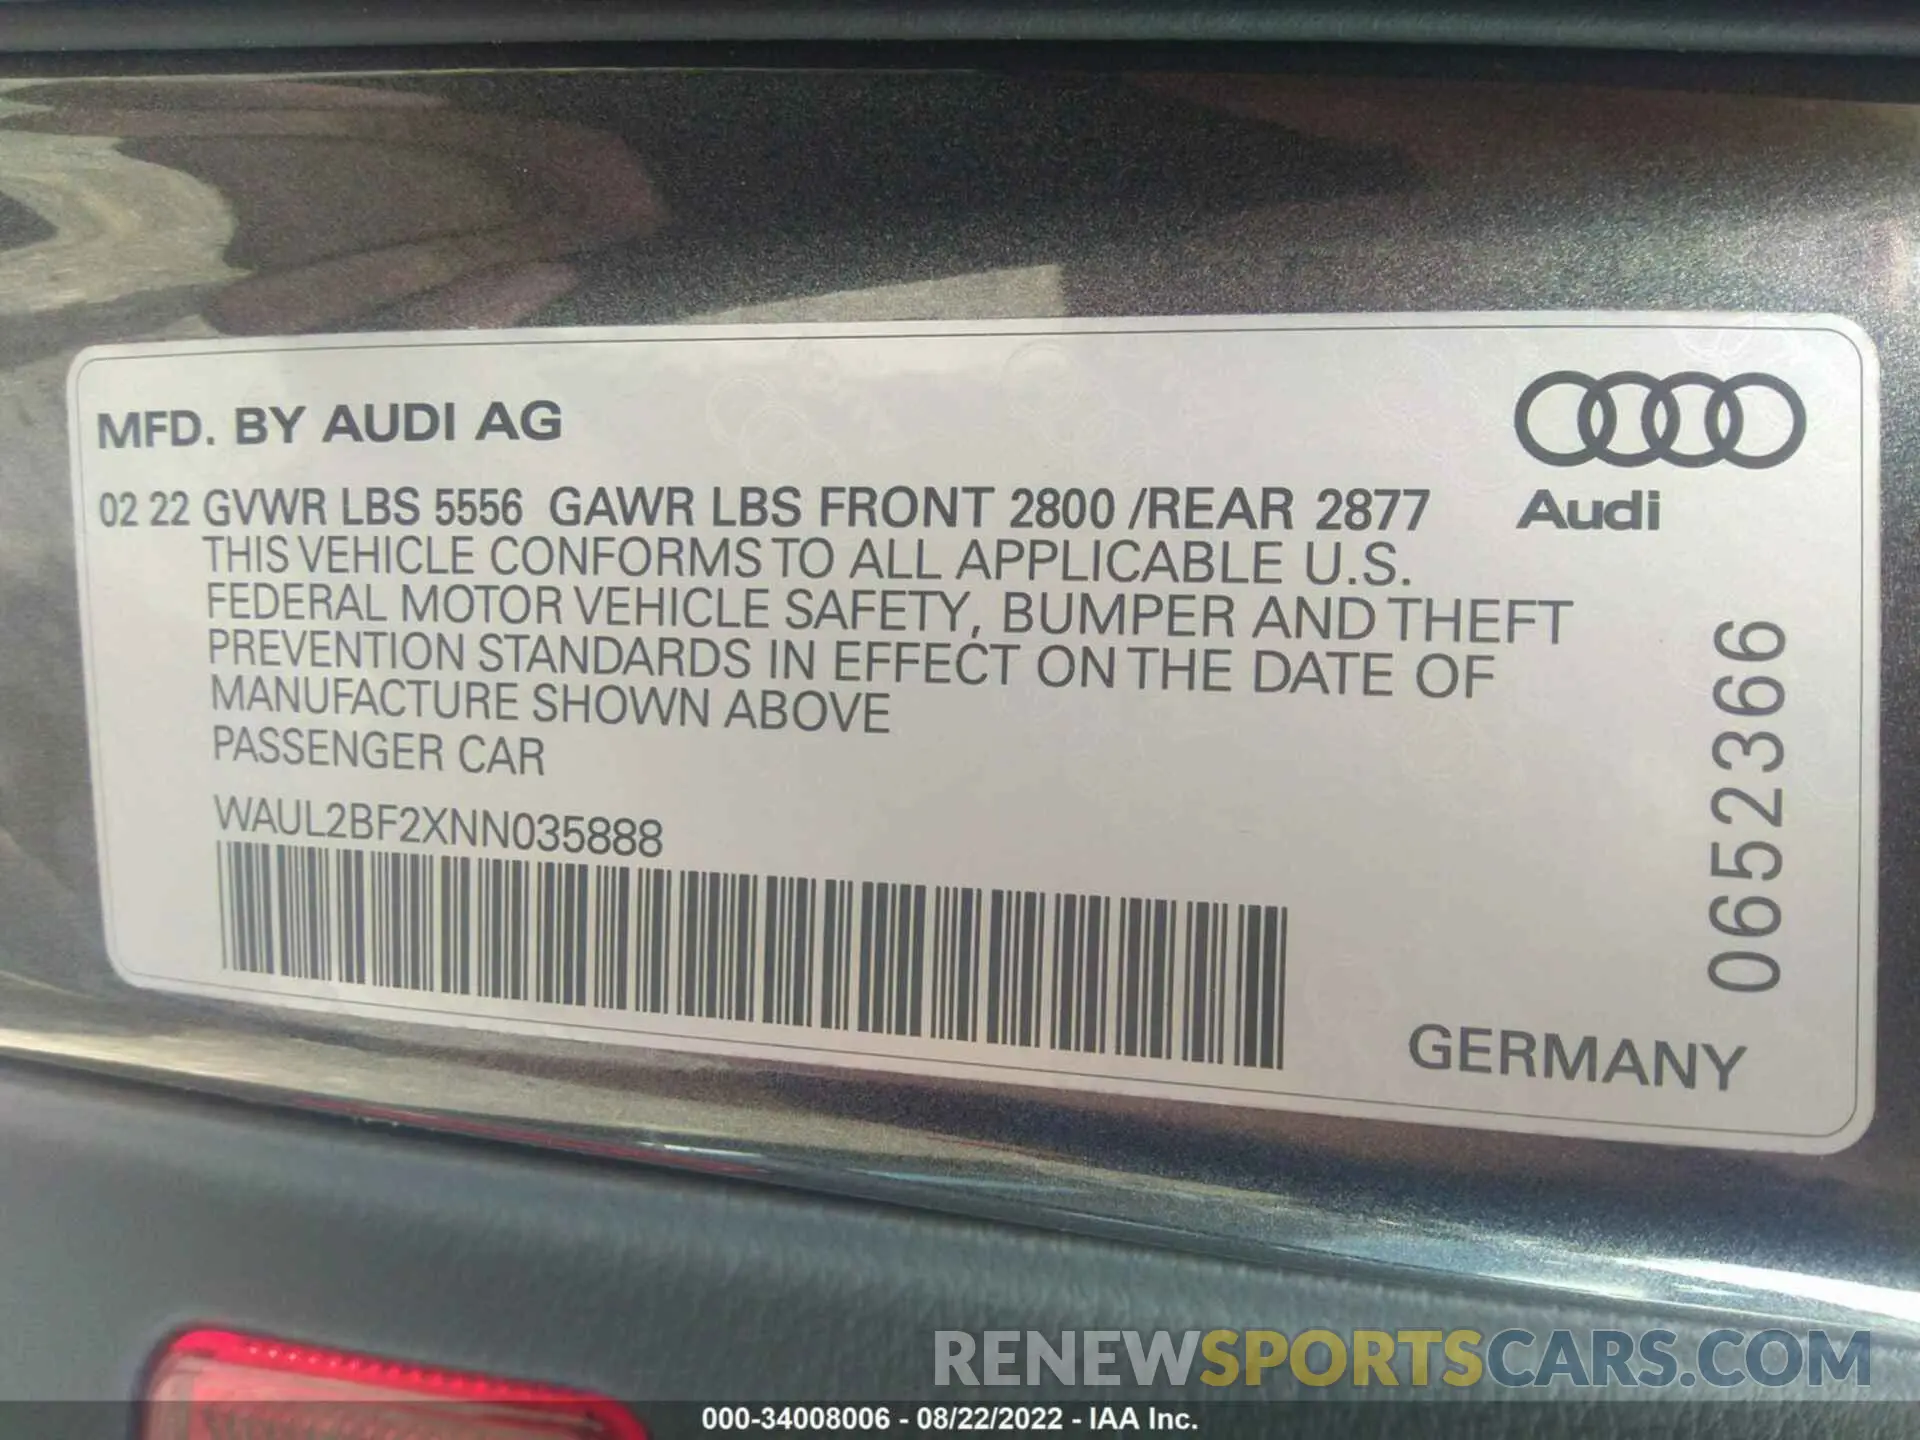 MFD. BY AUDI AG
Audi
02 22 GVWR LBS 5556 GAWR LBS FRONT 2800 /REAR 2877
THIS VEHICLE CONFORMS TO ALL APPLICABLE U.S.
FEDERAL MOTOR VEHICLE SAFETY, BUMPER AND THEFT
PREVENTION STANDARDS IN EFFECT ON THE DATE OF
MANUFACTURE SHOWN ABOVE
PASSENGER CAR
WAUL2BF2XNN035888
0652366
GERMANY
RENEWSPORTSCARS.COM
000-34008006 - 08/22/2022 - IAA Inc.